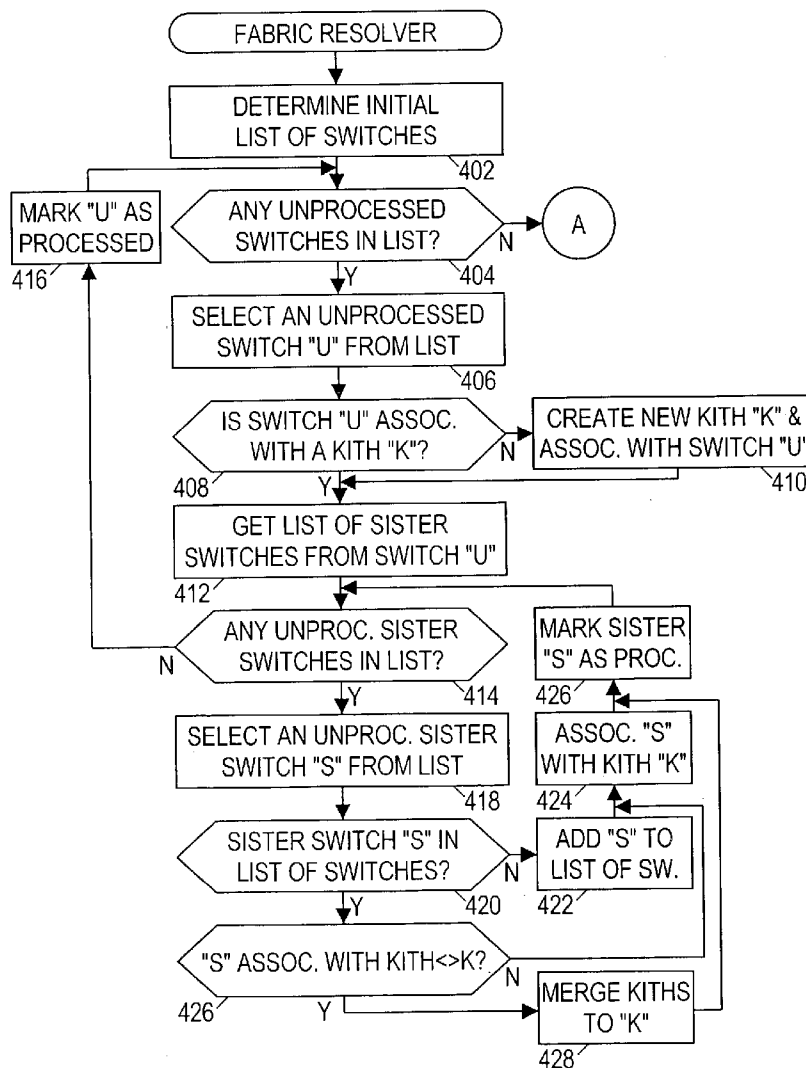 FABRIC RESOLVER
DETERMINE INITIAL
LIST OF SWITCHES
402
MARK "U" AS
PROCESSED
416
ANY UNPROCESSED
SWITCHES IN LIST?
404
N
A
Y
SELECT AN UNPROCESSED
SWITCH "U" FROM LIST
406
IS SWITCH "U" ASSOC.
WITH A KITH "K"?
408
N
CREATE NEW KITH "K" &
ASSOC. WITH SWITCH "U"
410
Y
GET LIST OF SISTER
SWITCHES FROM SWITCH "U"
412
ANY UNPROC. SISTER
SWITCHES IN LIST?
414
N
Y
MARK SISTER
"S" AS PROC.
426
SELECT AN UNPROC. SISTER
SWITCH "S" FROM LIST
418
ASSOC. "S"
WITH KITH "K"
424
SISTER SWITCH "S" IN
LIST OF SWITCHES?
420
N
ADD "S" TO
LIST OF SW.
422
Y
"S" ASSOC. WITH KITH<>K?
426
N
Y
MERGE KITHS
TO "K"
428